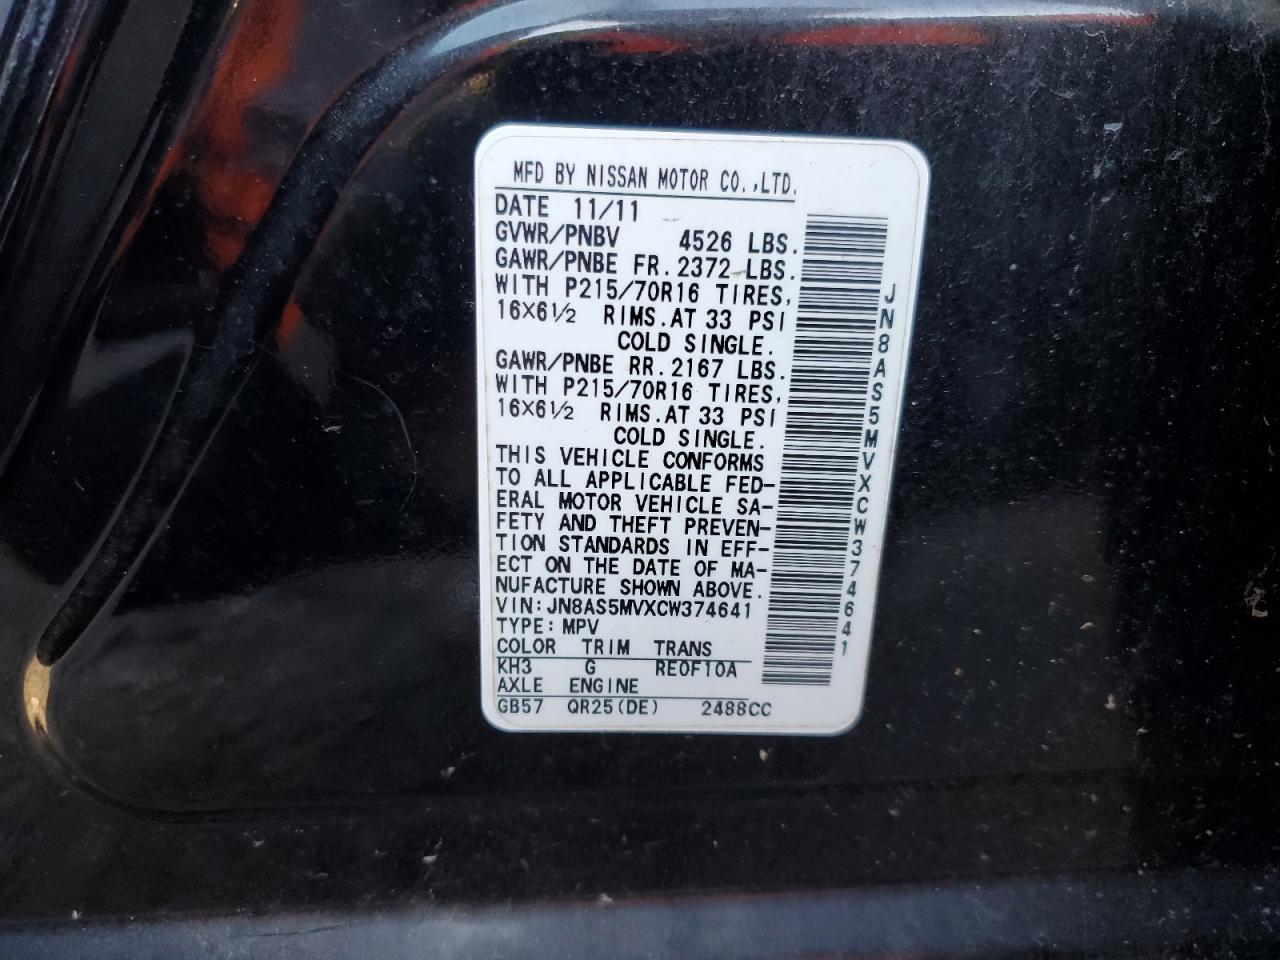 MFD BY NISSAN MOTOR CO.,LTD.
DATE 11/11
GVWR/PNBV 4526 LBS.
GAWR/PNBE FR. 2372 LBS.
WITH P215/70R16 TIRES,
16X6½ RIMS.AT 33 PSI
COLD SINGLE.
GAWR/PNBE RR. 2167 LBS.
WITH P215/70R16 TIRES,
16X6½ RIMS.AT 33 PSI
COLD SINGLE.
THIS VEHICLE CONFORMS
TO ALL APPLICABLE FED-
ERAL MOTOR VEHICLE SA-
FETY AND THEFT PREVEN-
TION STANDARDS IN EFF-
ECT ON THE DATE OF MA-
NUFACTURE SHOWN ABOVE.
VIN:JN8AS5MVXCW374641
TYPE:MPV
COLOR TRIM TRANS
KH3 G RE0F10A
AXLE ENGINE
GB57 QR25(DE) 2488CC
JN8AS5MVXCW374641